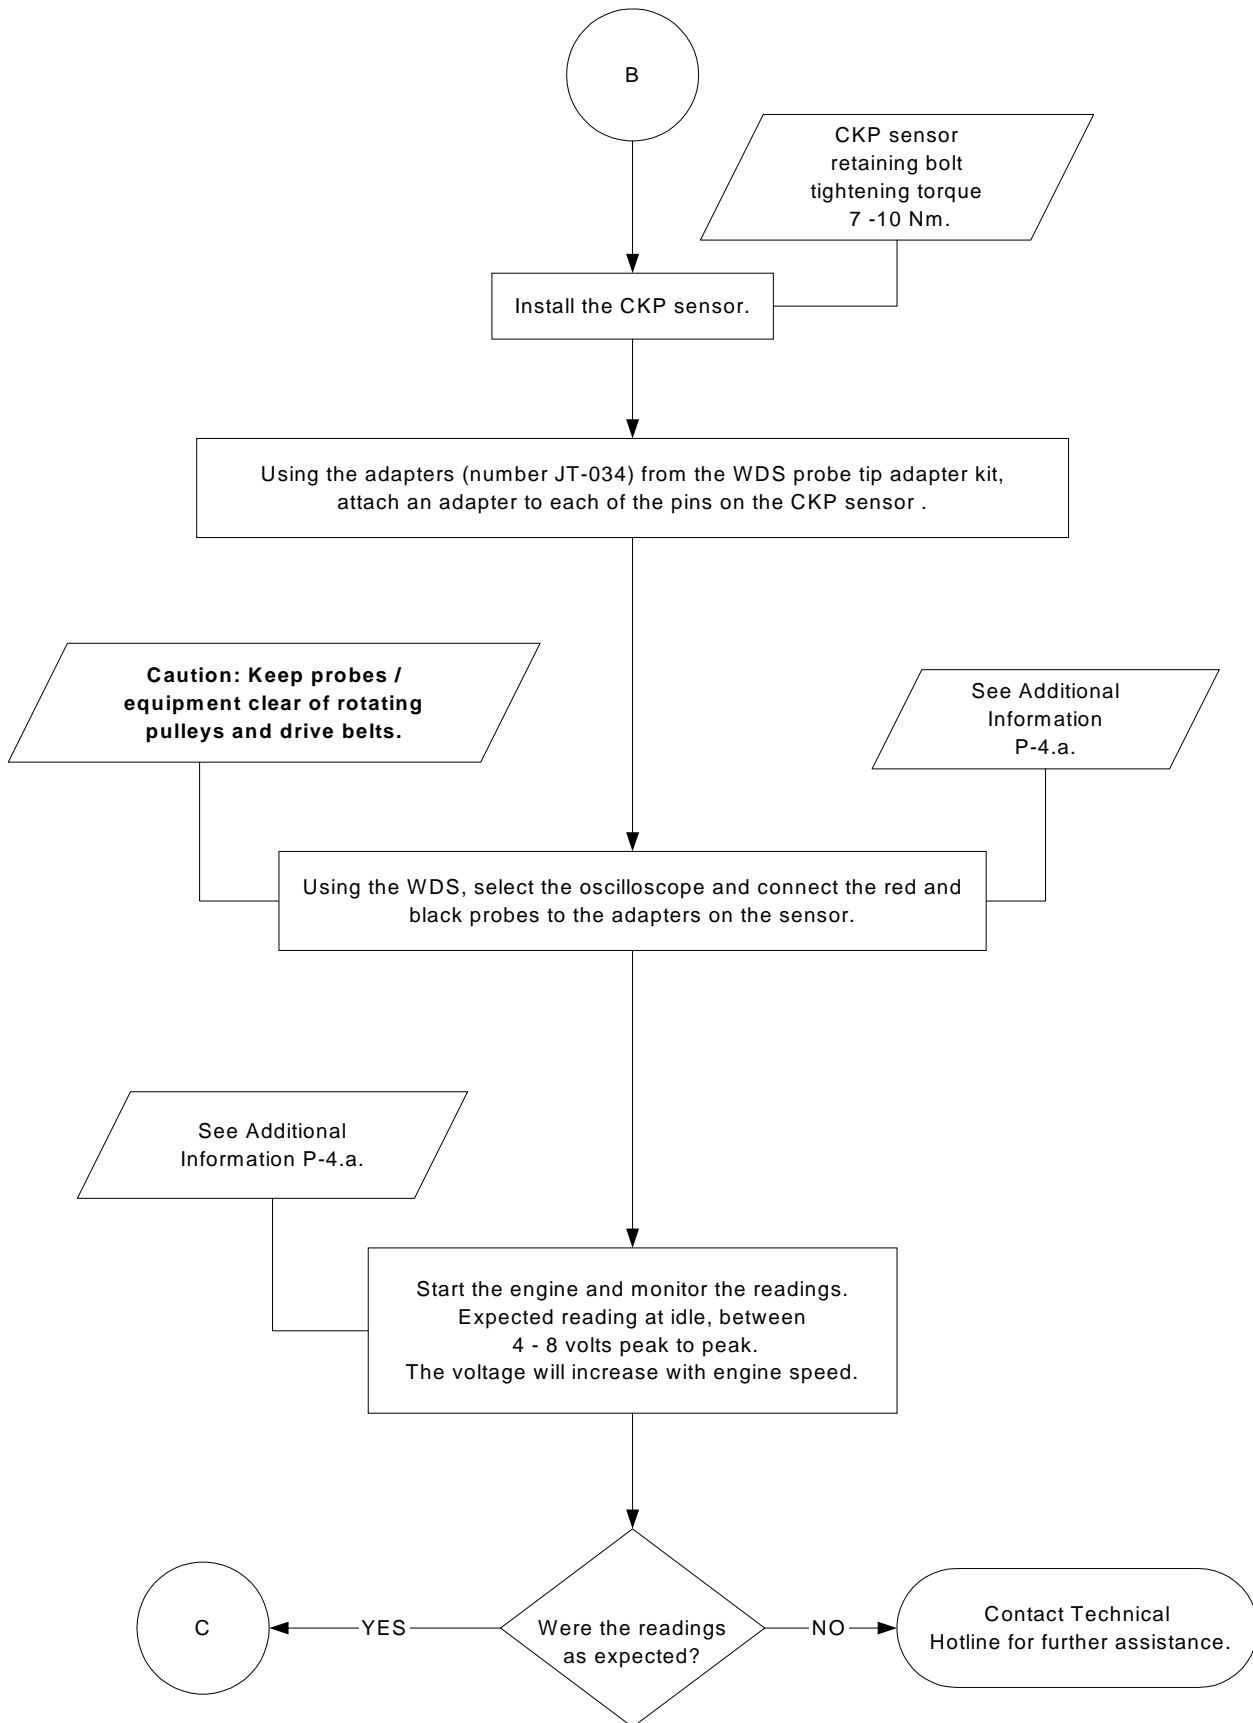 B
CKP sensor
retaining bolt
tightening torque
7 -10 Nm.
Install the CKP sensor.
Using the adapters (number JT-034) from the WDS probe tip adapter kit,
attach an adapter to each of the pins on the CKP sensor .
Caution: Keep probes /
equipment clear of rotating
pulleys and drive belts.
See Additional
Information
P-4.a.
Using the WDS, select the oscilloscope and connect the red and
black probes to the adapters on the sensor.
See Additional
Information P-4.a.
Start the engine and monitor the readings.
Expected reading at idle, between
4 - 8 volts peak to peak.
The voltage will increase with engine speed.
C
YES
Were the readings
as expected?
NO
Contact Technical
Hotline for further assistance.